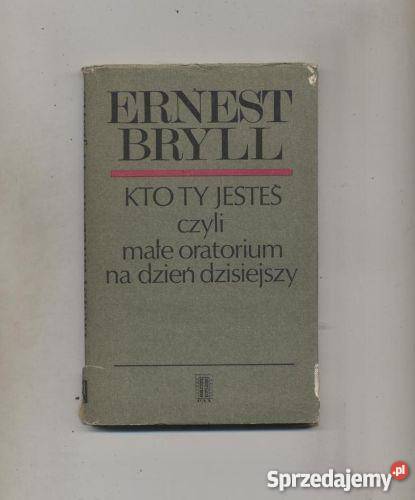 ERNEST
BRYLL
KTO TY JESTEŚ
czyli
małe oratorium
na dzień dzisiejszy
Sprzedajemy.pl